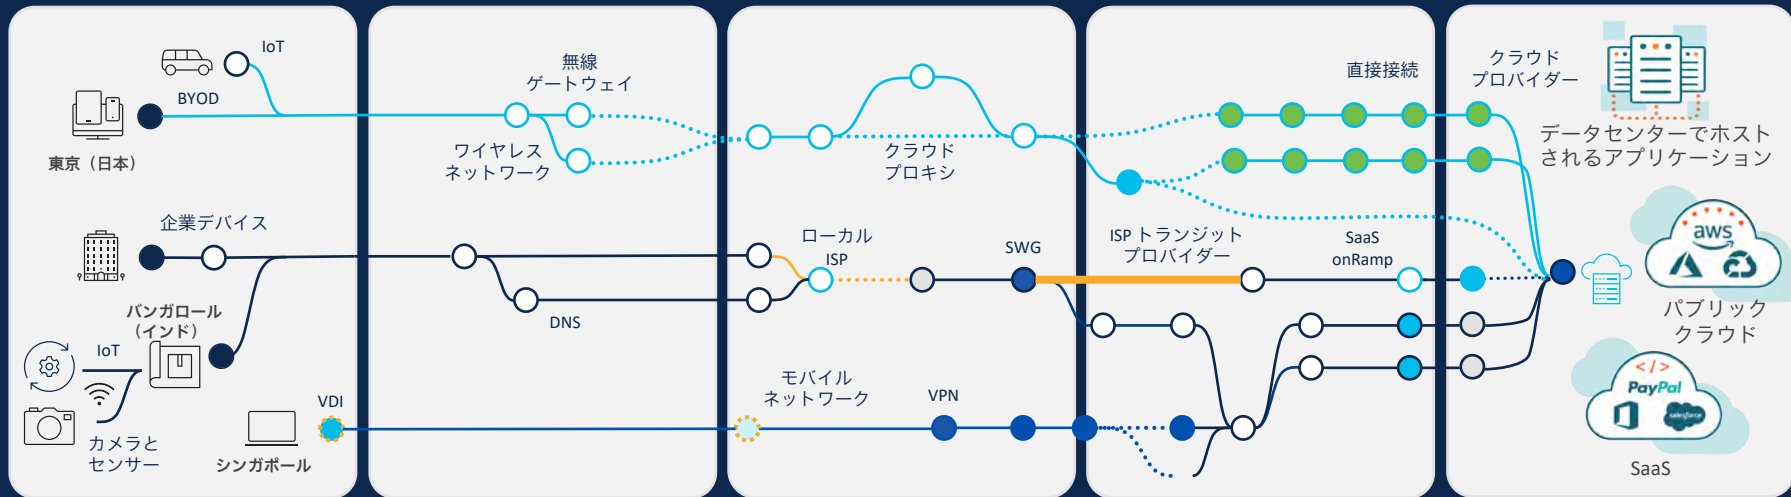 IoT
BYOD
東京（日本）
企業デバイス
バンガロール
（インド）
IoT
カメラと
センサー
VDI
シンガポール
無線
ゲートウェイ
ワイヤレス
ネットワーク
DNS
クラウド
プロキシ
ローカル
ISP
SWG
モバイル
ネットワーク
VPN
直接接続
ISP トランジット
プロバイダー
SaaS
onRamp
クラウド
プロバイダー
データセンターでホスト
されるアプリケーション
aws
パブリック
クラウド
</>
PayPal
salesforce
SaaS